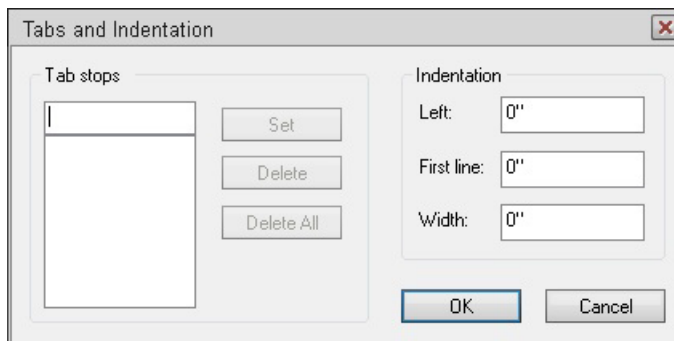 Tabs and Indentation
Tab stops
Set
Delete
Delete All
Indentation
Left: 0"
First line: 0"
Width: 0"
OK Cancel